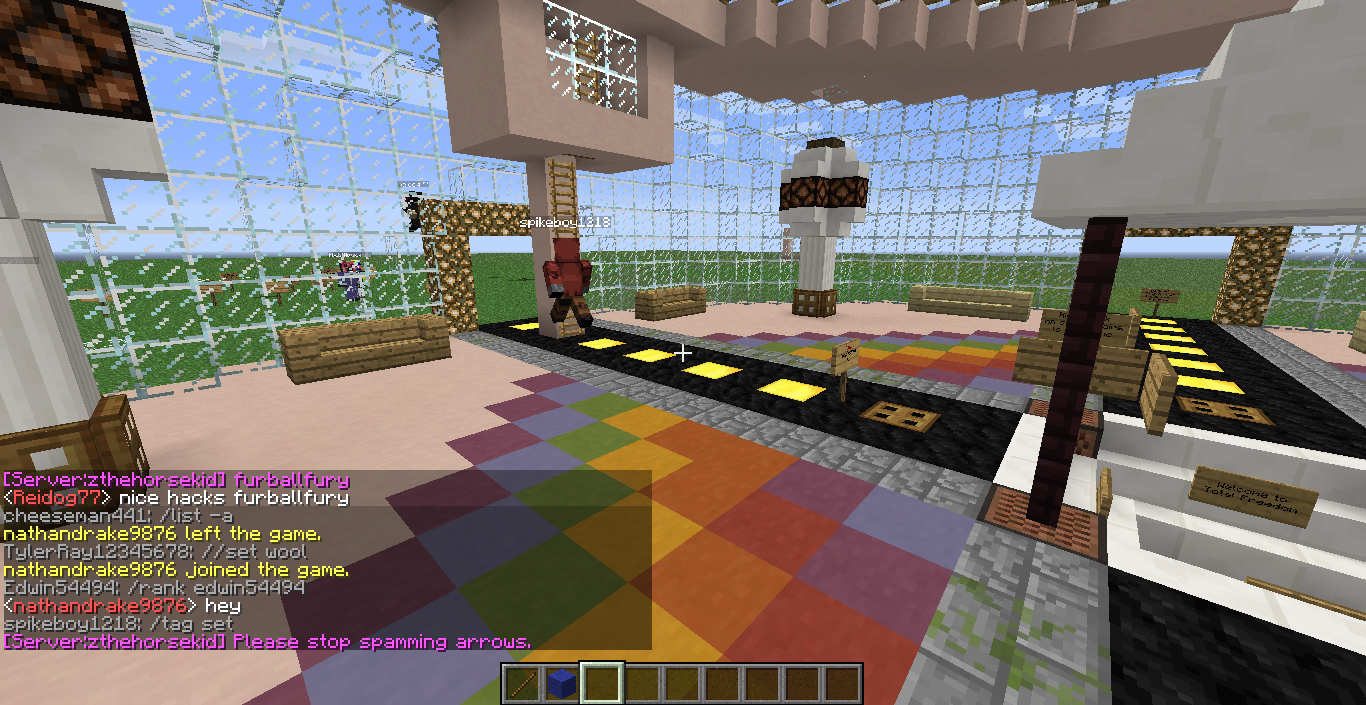 spikeboy1218
Welcome to
Total Freedom
[Server:zthehorsekid] furballfury
<Reidog77> nice hacks furballfury
cheeseman441: /list -a
nathandrake9876 left the game.
TylerRay12345678: //set wool
nathandrake9876 joined the game.
Edwin54494: /rank edwin54494
<nathandrake9876> hey
spikeboy1218: /tag set
[Server:zthehorsekid] Please stop spamming arrows.